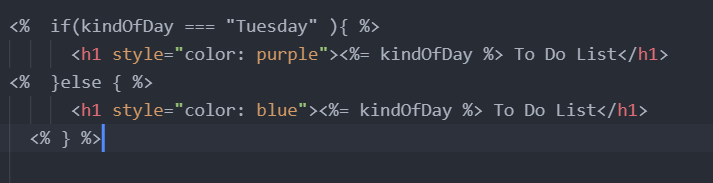 <%  if(kindOfDay === "Tuesday" ){ %>
<h1 style="color: purple"><%= kindOfDay %> To Do List</h1>
<%  }else { %>
<h1 style="color: blue"><%= kindOfDay %> To Do List</h1>
<% } %>